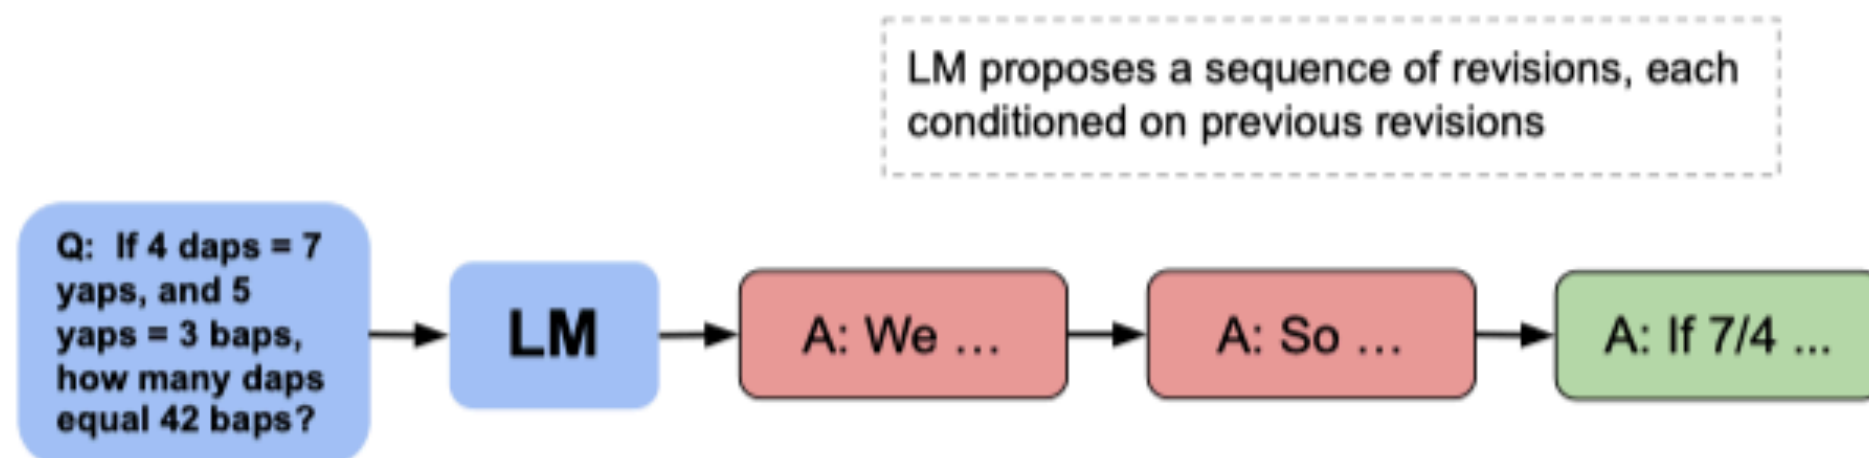 LM proposes a sequence of revisions, each
conditioned on previous revisions
Q: If 4 daps = 7
yaps, and 5
yaps = 3 baps,
how many daps
equal 42 baps?
LM
A: We ...
A: So ...
A: If 7/4 ...